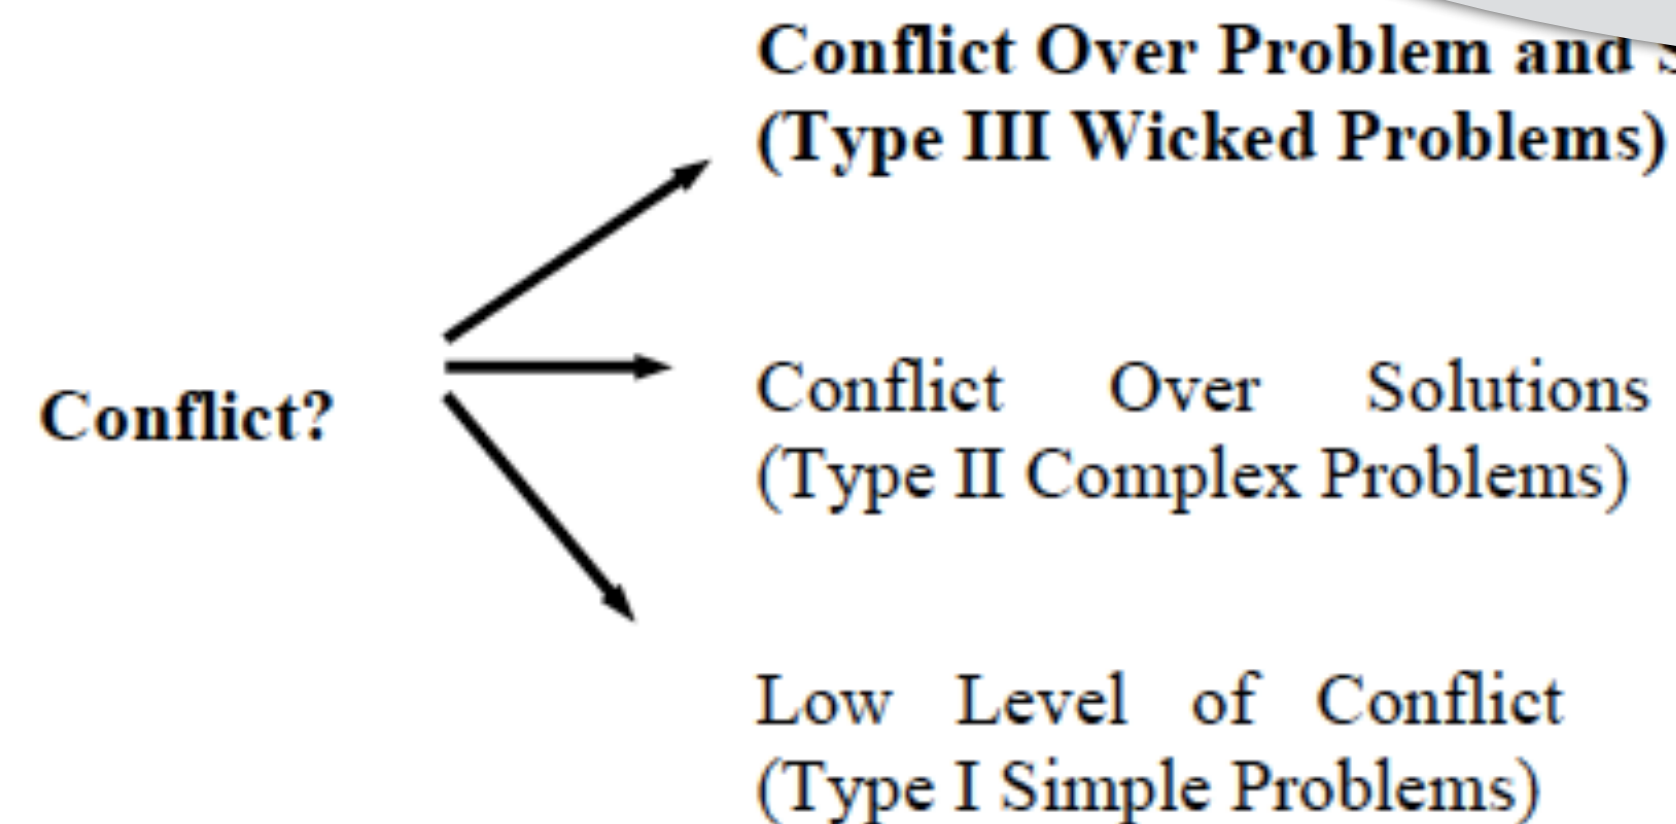 Conflict Over Problem and
(Type III Wicked Problems)
Conflict?
Conflict Over Solutions
(Type II Complex Problems)
Low Level of Conflict
(Type I Simple Problems)